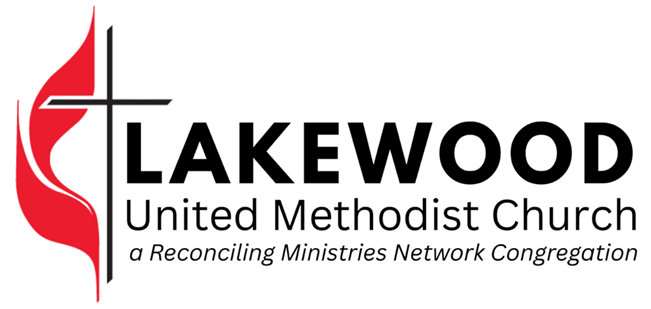 LAKEWOOD
United Methodist Church
a Reconciling Ministries Network Congregation